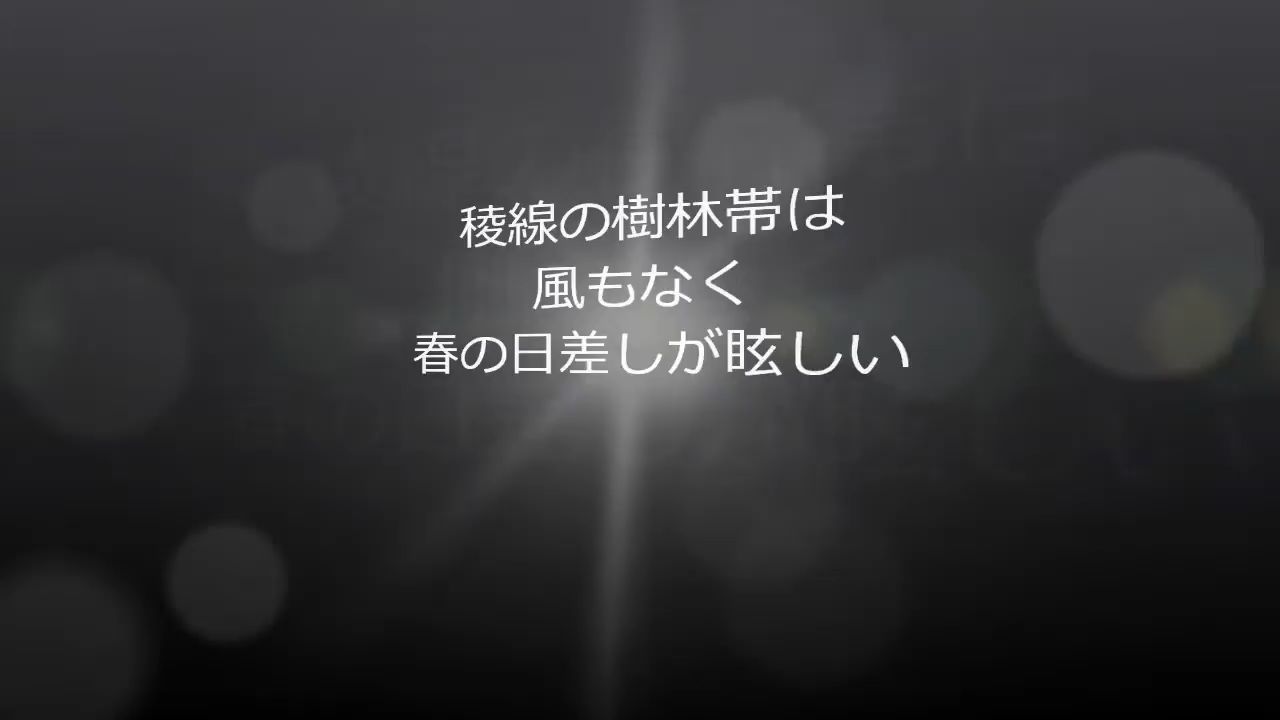 稜線の樹林帯は
風もなく
春の日差しが眩しい